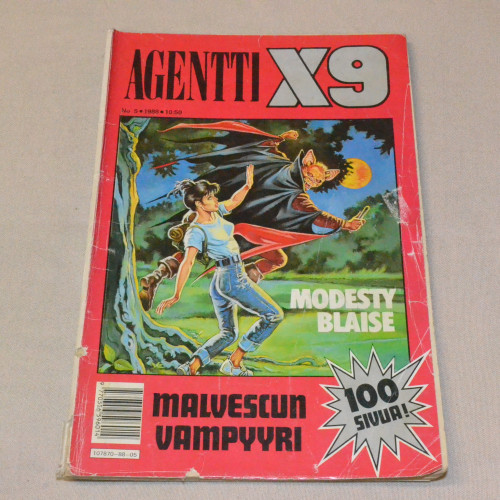 AGENTTI X9
MODESTY
BLAISE
100
SIVUA!
MALVESCUN
VAMPYYRI